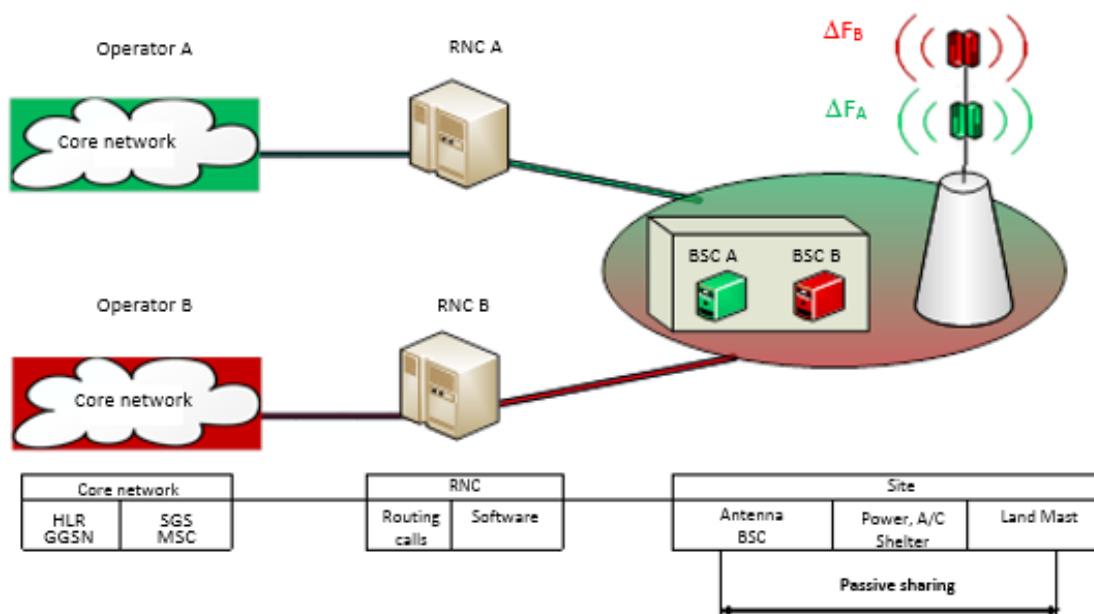 Operator A
RNC A
ΔFB
ΔFA
Core network
BSC A
BSC B
Operator B
RNC B
Core network
Core network
RNC
Site
HLR
GGSN
SGS
MSC
Routing
calls
Software
Antenna
BSC
Power, A/C
Shelter
Land Mast
Passive sharing